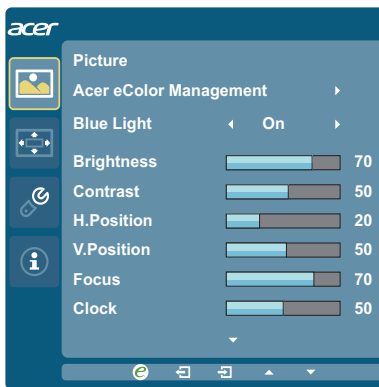 acer
Picture
Acer eColor Management
Blue Light On
Brightness 70
Contrast 50
H.Position 20
V.Position 50
Focus 70
Clock 50
e